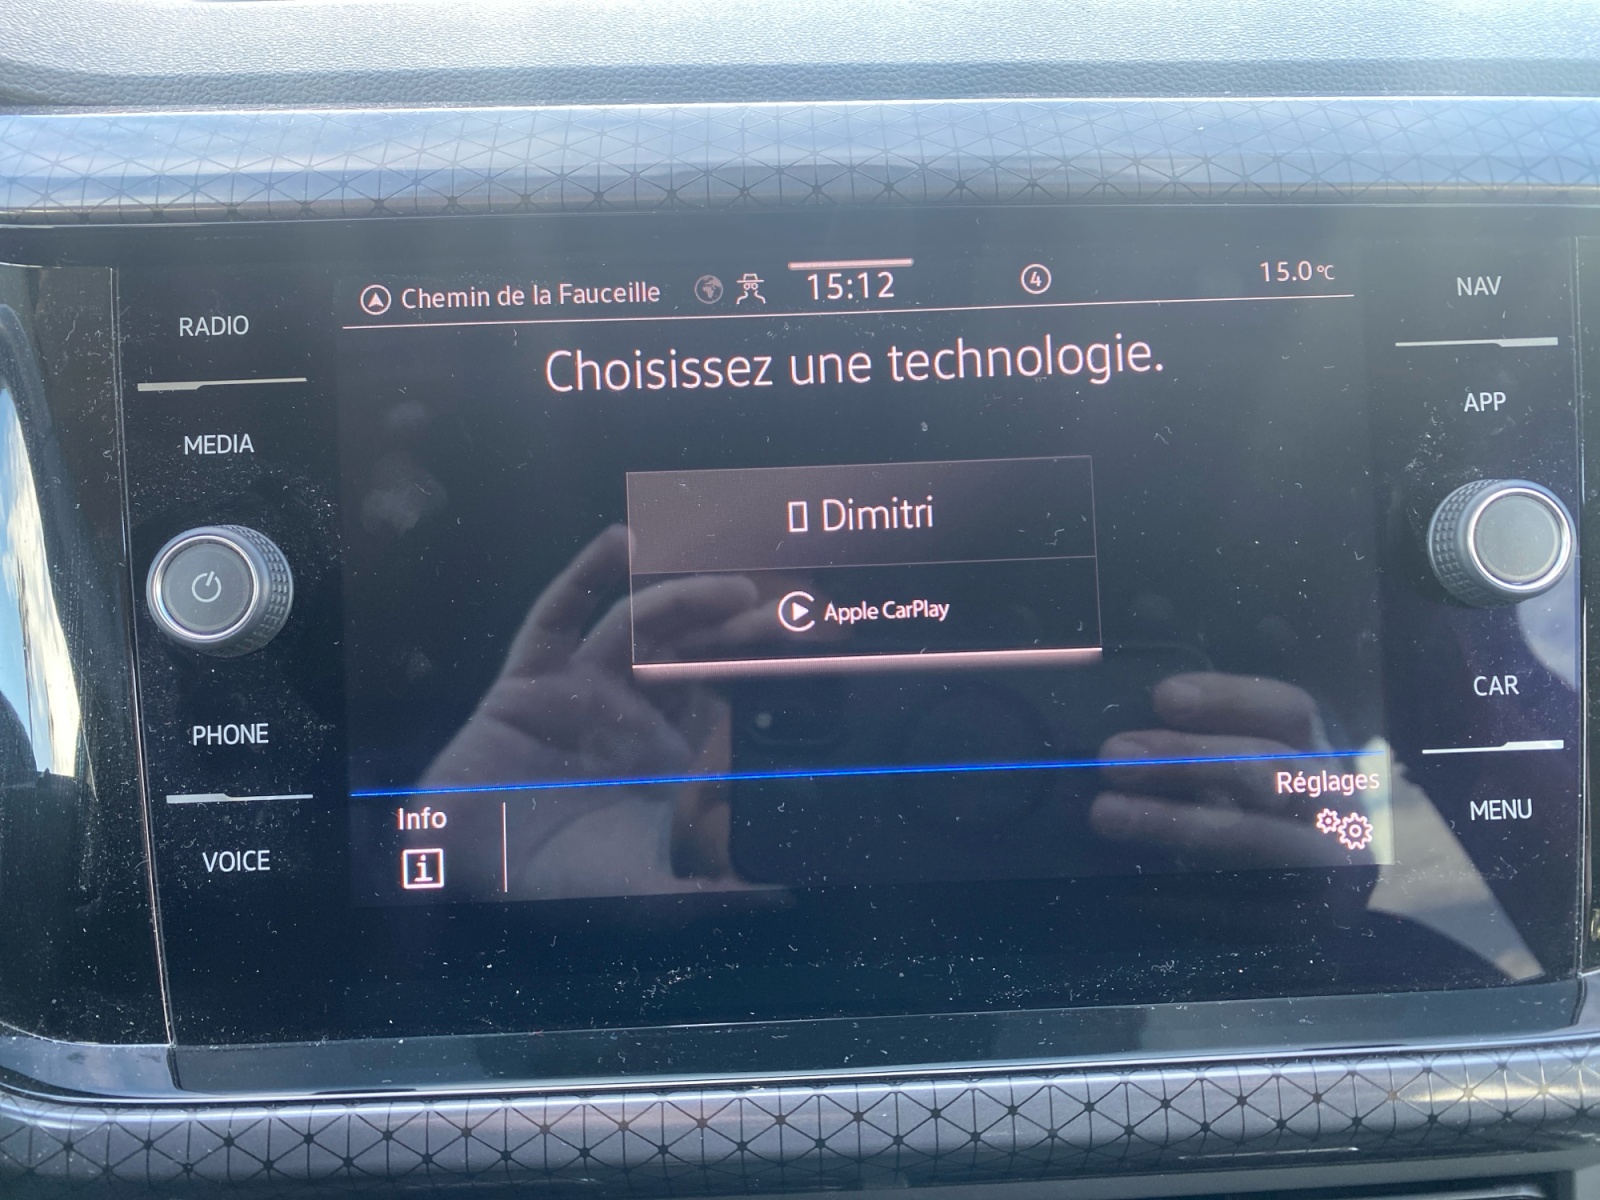 Chemin de la Fauceille 15:12 4 15.0°C
Choisissez une technologie.
Dimitri
Apple CarPlay
Info
Réglages
RADIO
MEDIA
PHONE
VOICE
NAV
APP
CAR
MENU